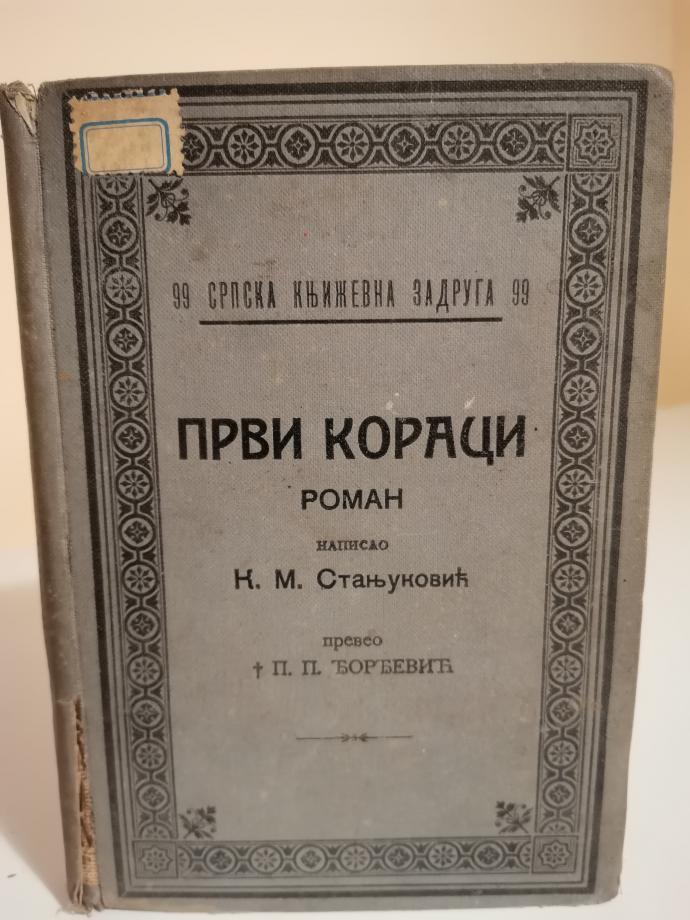 99 СРПСКА КЊИЖЕВНА ЗАДРУГА 99
ПРВИ КОРАЦИ
РОМАН
НАПИСАО
К. М. Стањуковић
превео
† П. П. ЂОРЂЕВИЋ